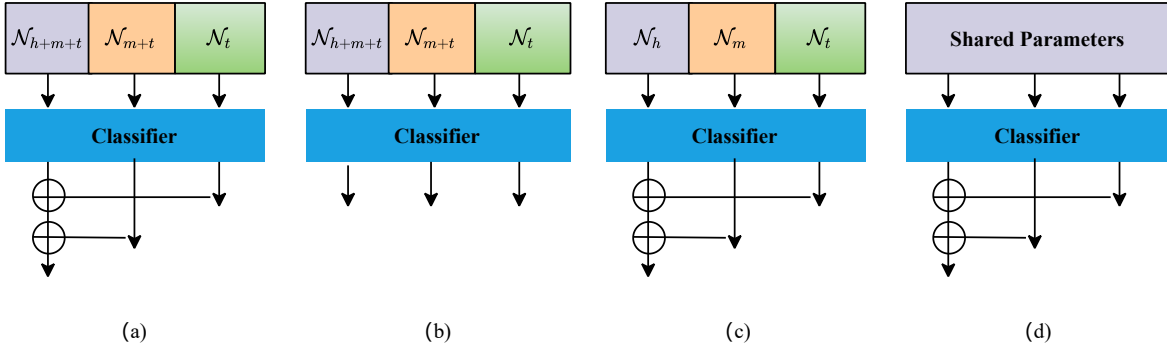 𝒩h+m+t 𝒩m+t 𝒩t 𝒩h+m+t 𝒩m+t 𝒩t 𝒩h 𝒩m 𝒩t Shared Parameters
Classifier Classifier Classifier Classifier
(a) (b) (c) (d)